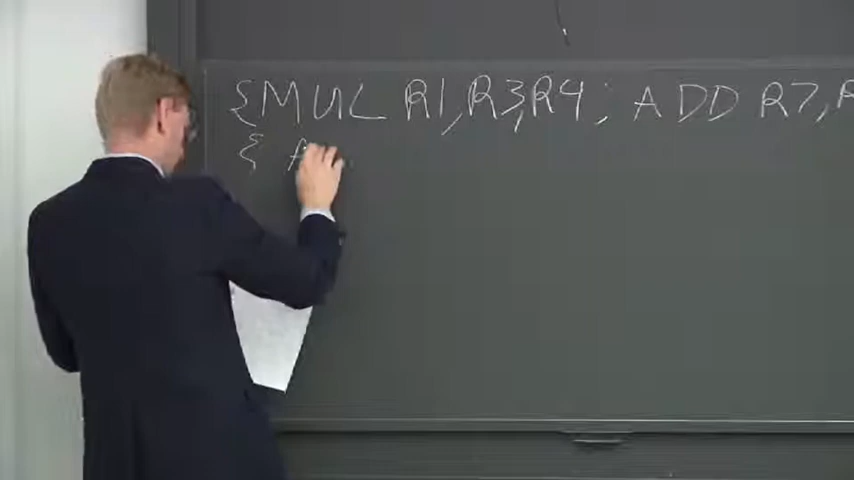 {MUL R1,R3,R4; ADD R7,R
{ A